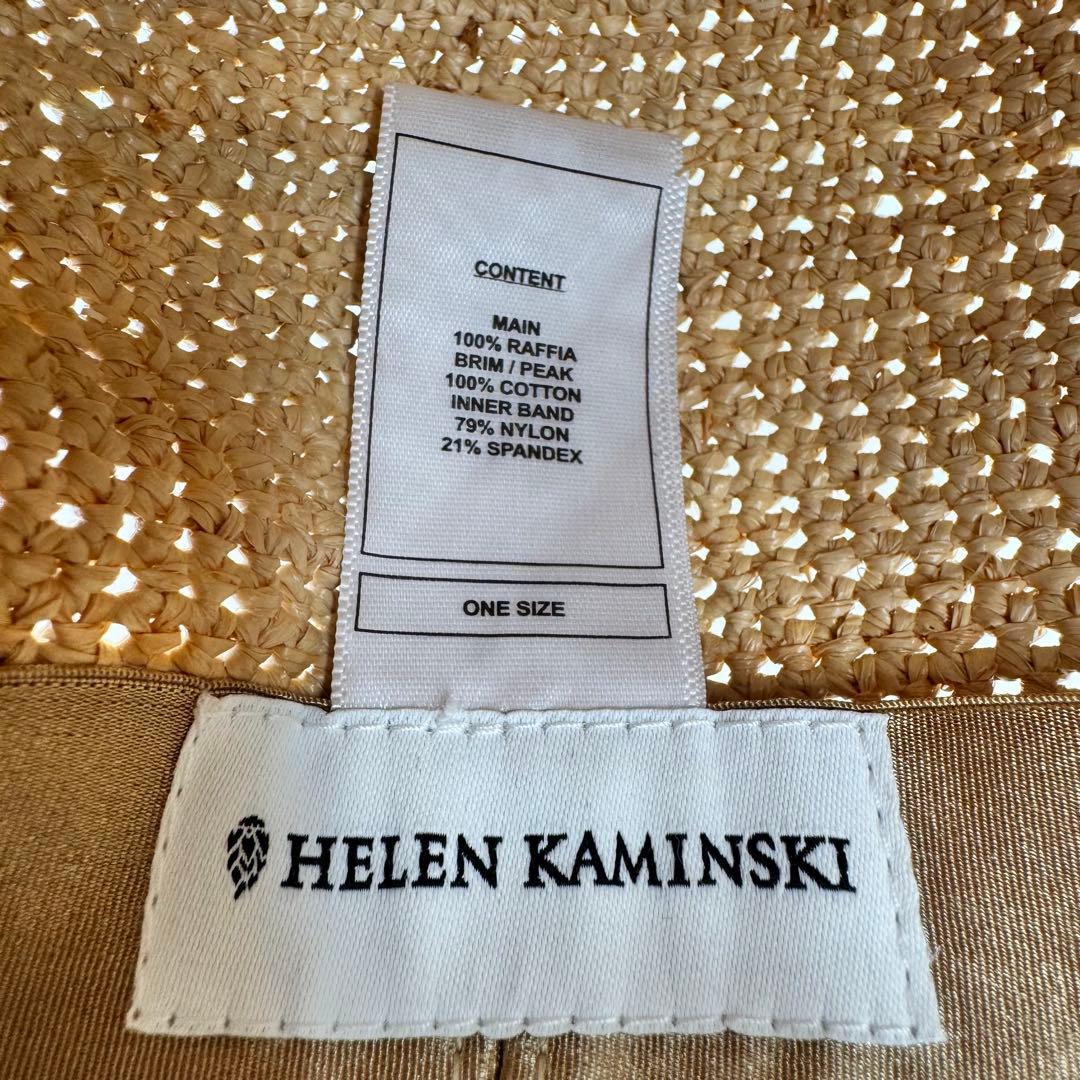 CONTENT
MAIN
100% RAFFIA
BRIM / PEAK
100% COTTON
INNER BAND
79% NYLON
21% SPANDEX
ONE SIZE
HELEN KAMINSKI